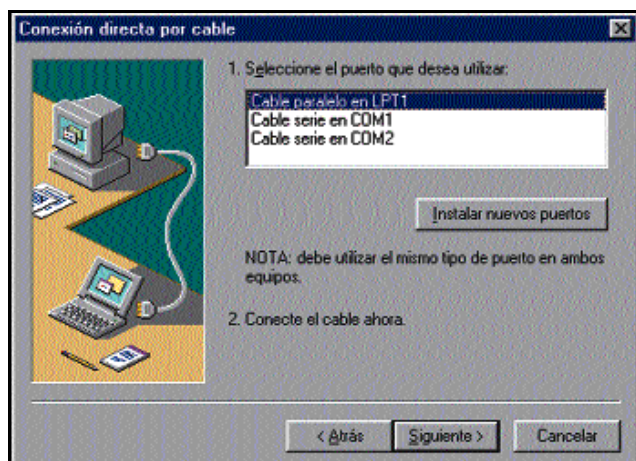 Conexión directa por cable
1. Seleccione el puerto que desea utilizar:
Cable paralelo en LPT1
Cable serie en COM1
Cable serie en COM2
Instalar nuevos puertos
NOTA: debe utilizar el mismo tipo de puerto en ambos
equipos.
2. Conecte el cable ahora.
< Atrás
Siguiente >
Cancelar